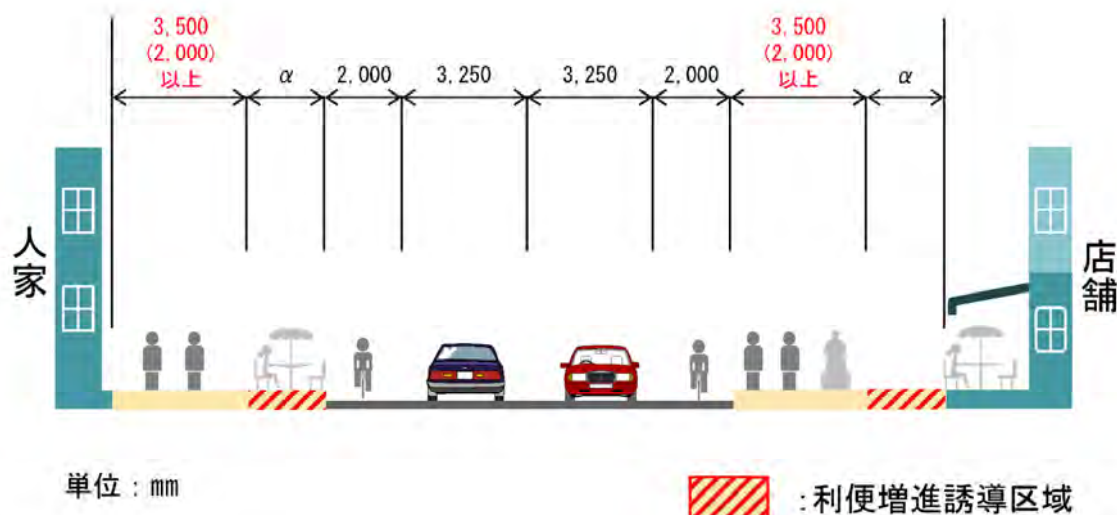 3,500
(2,000)
以上
α
2,000
3,250
3,250
2,000
3,500
(2,000)
以上
α
人家
店舗
単位:mm
:利便増進誘導区域